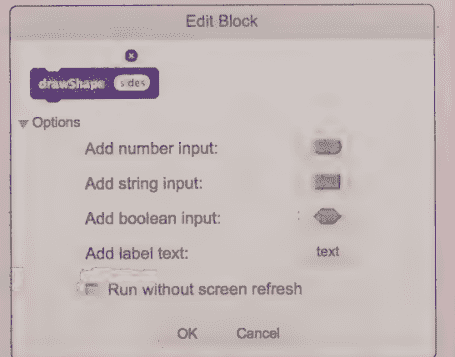 Edit Block
drawShape sides
Options
Add number input:
Add string input:
Add boolean input:
Add label text: text
Run without screen refresh
OK Cancel